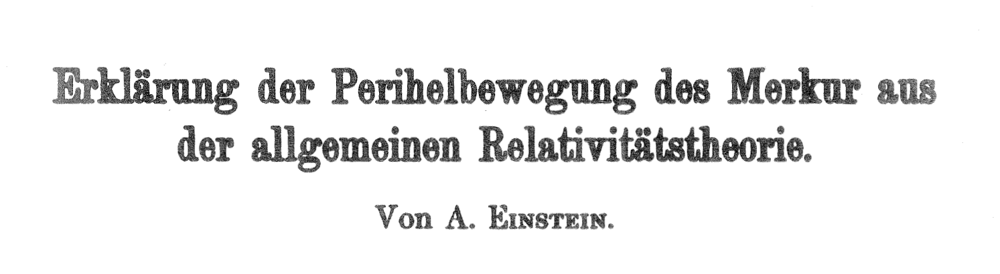 Erklärung der Perihelbewegung des Merkur aus
der allgemeinen Relativitätstheorie.
Von A. EINSTEIN.